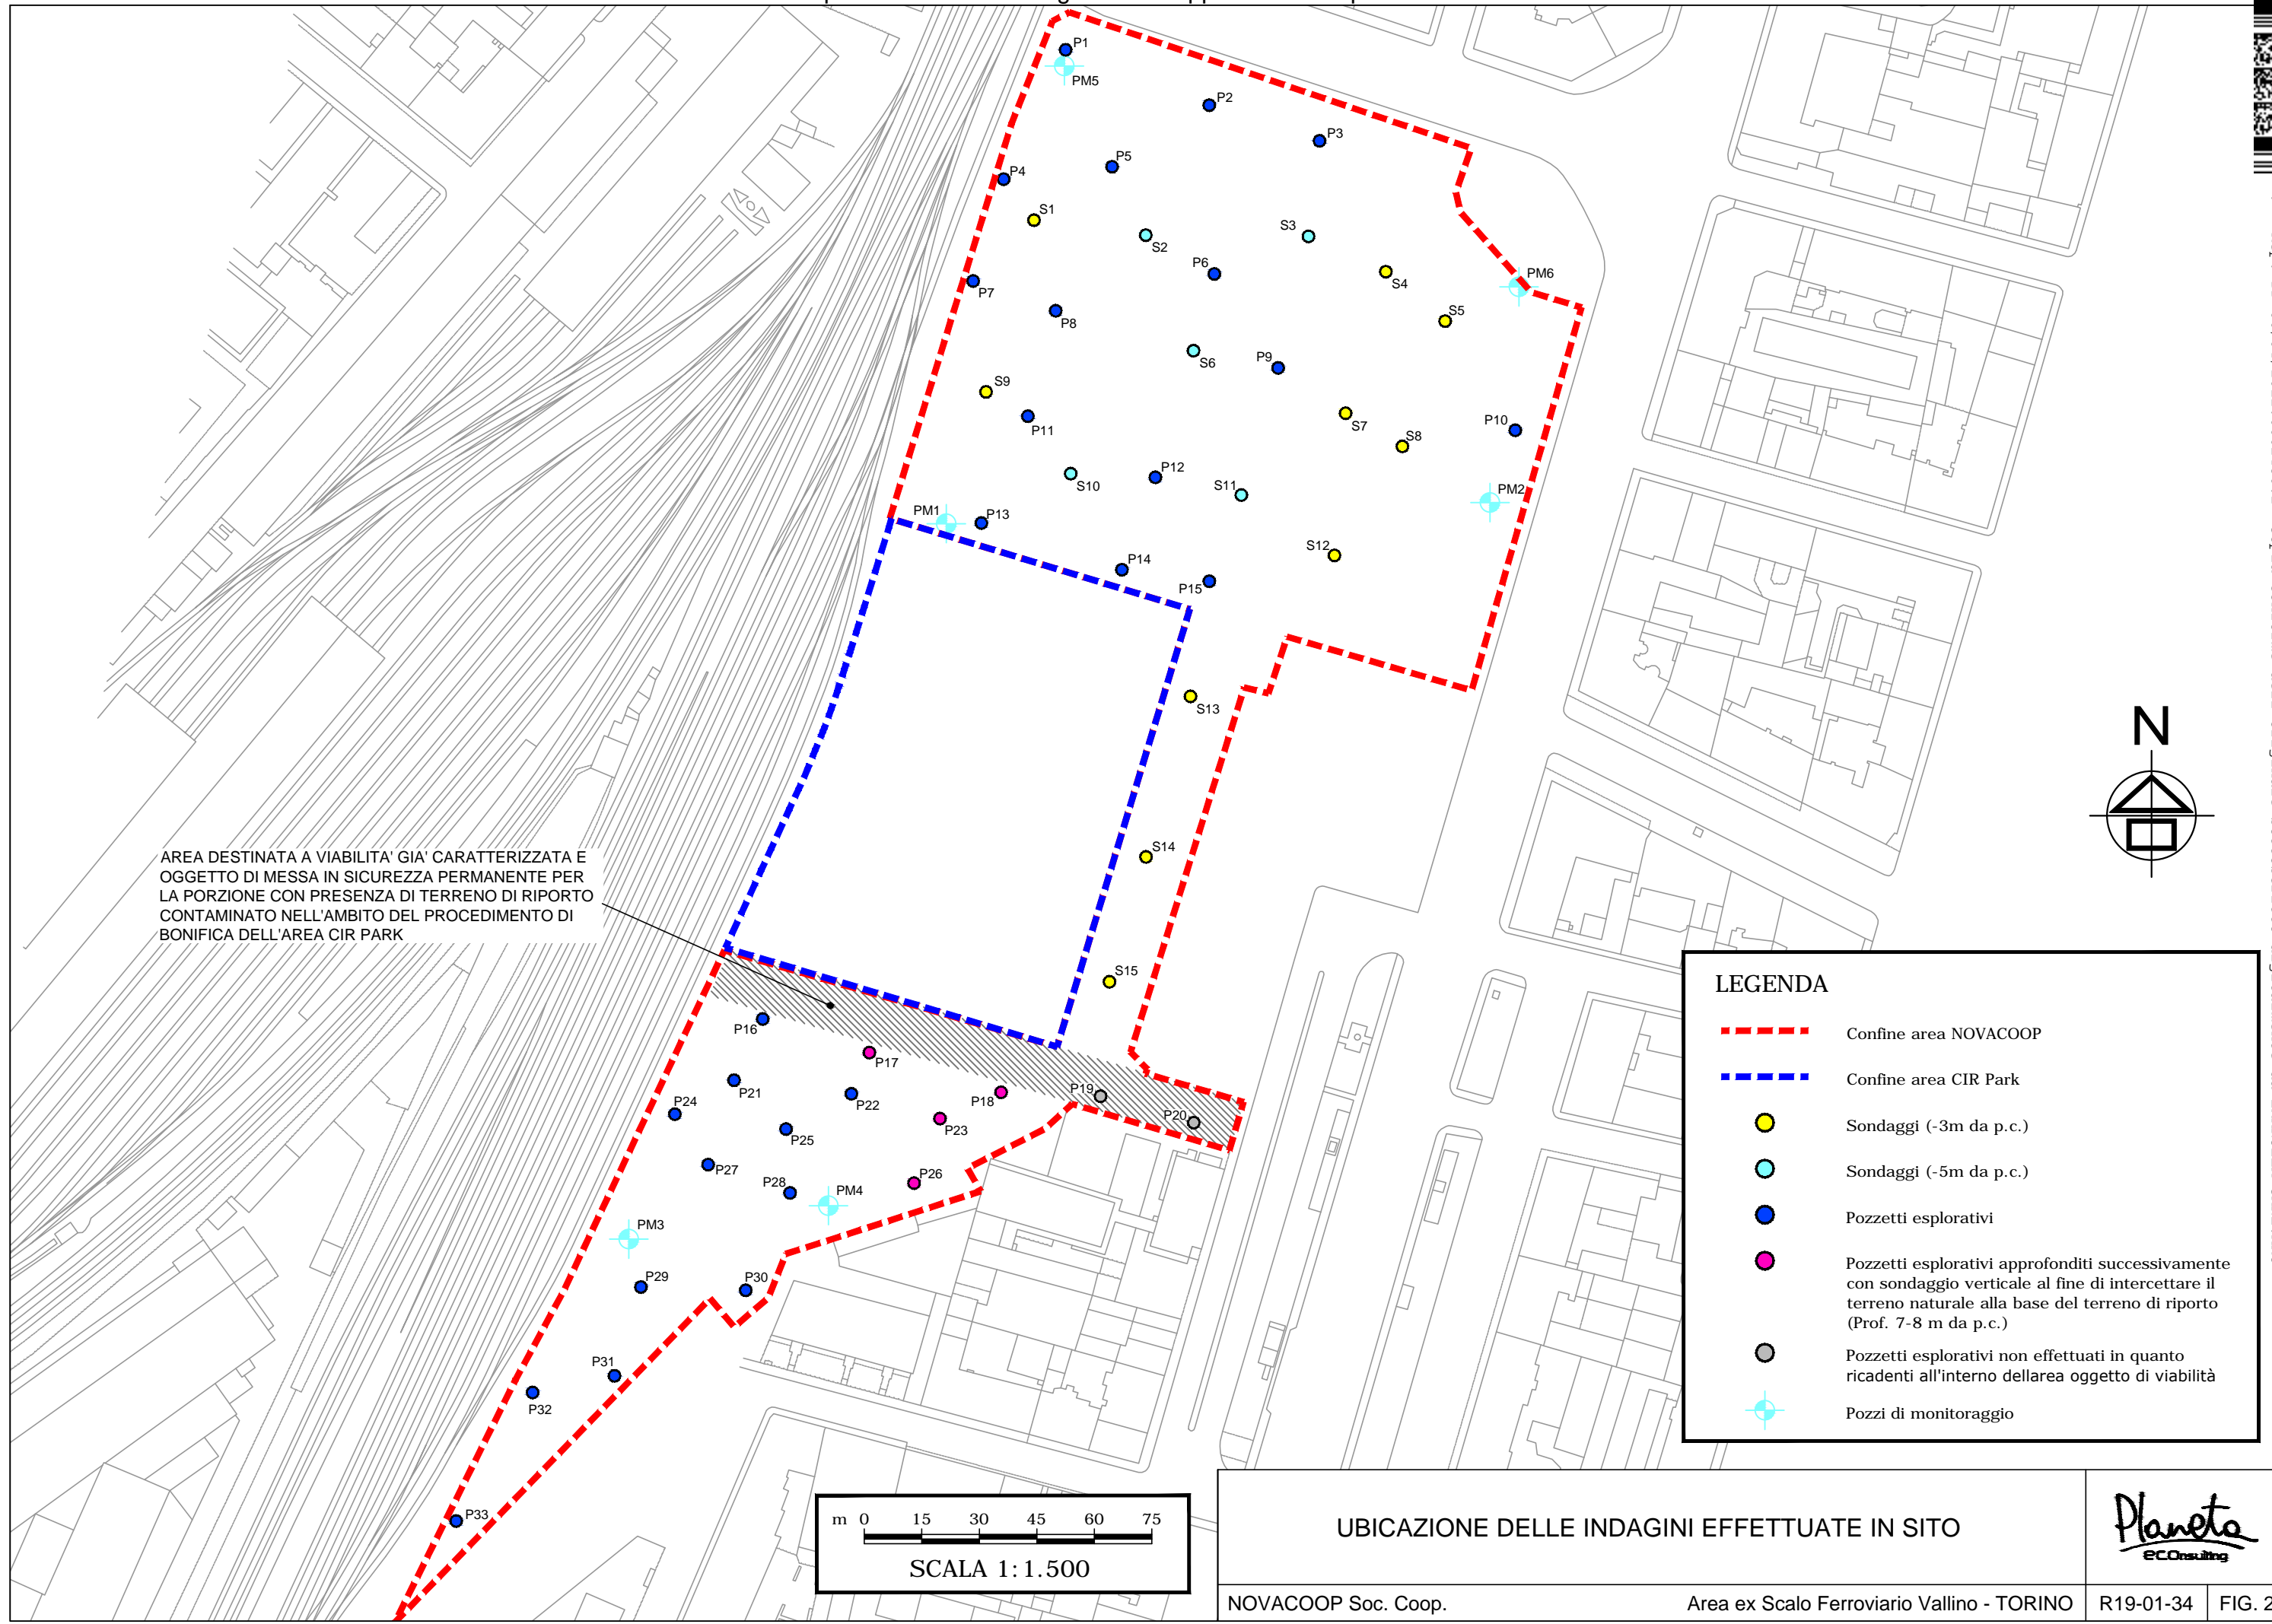 P1
PM5
P2
P3
P5
P4
S1
S2
S3
P6
S4
PM6
P7
P8
S5
S6
P9
S9
P11
S7
S8
P10
S10
P12
S11
PM2
PM1
P13
S12
P14
P15
S13
N
S14
AREA DESTINATA A VIABILITA' GIA' CARATTERIZZATA E
OGGETTO DI MESSA IN SICUREZZA PERMANENTE PER
LA PORZIONE CON PRESENZA DI TERRENO DI RIPORTO
CONTAMINATO NELL'AMBITO DEL PROCEDIMENTO DI
BONIFICA DELL'AREA CIR PARK
S15
P16
P17
P21
P22
P18
P19
P20
P24
P23
P25
P27
P28
PM4
P26
PM3
P29
P30
P31
P32
P33
LEGENDA
Confine area NOVACOOP
Confine area CIR Park
Sondaggi (-3m da p.c.)
Sondaggi (-5m da p.c.)
Pozzetti esplorativi
Pozzetti esplorativi approfonditi successivamente
con sondaggio verticale al fine di intercettare il
terreno naturale alla base del terreno di riporto
(Prof. 7-8 m da p.c.)
Pozzetti esplorativi non effettuati in quanto
ricadenti all'interno dellarea oggetto di viabilità
Pozzi di monitoraggio
m 0 15 30 45 60 75
SCALA 1:1.500
UBICAZIONE DELLE INDAGINI EFFETTUATE IN SITO
Planeta
eCOnsulting
NOVACOOP Soc. Coop.
Area ex Scalo Ferroviario Vallino - TORINO
R19-01-34
FIG. 2